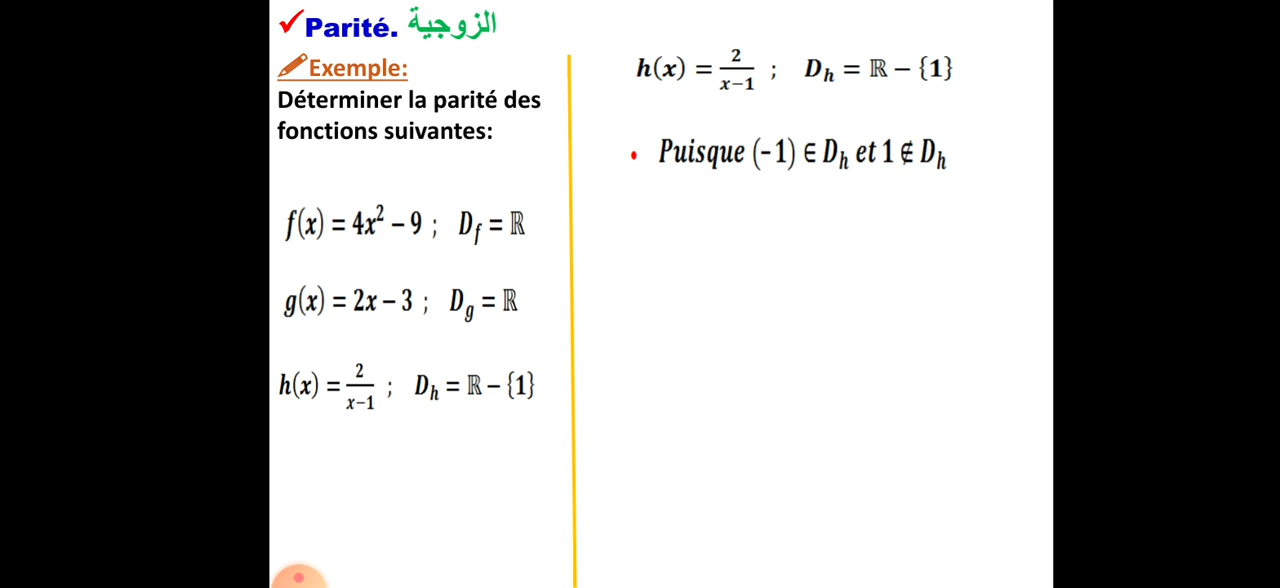 ✓Parité. الزوجية
Exemple:
Déterminer la parité des
fonctions suivantes:
f(x) = 4x² − 9 ; D_f = ℝ
g(x) = 2x − 3 ; D_g = ℝ
h(x) = 2/(x−1) ; D_h = ℝ − {1}
h(x) = 2/(x−1) ; D_h = ℝ − {1}
• Puisque (−1) ∈ D_h et 1 ∉ D_h